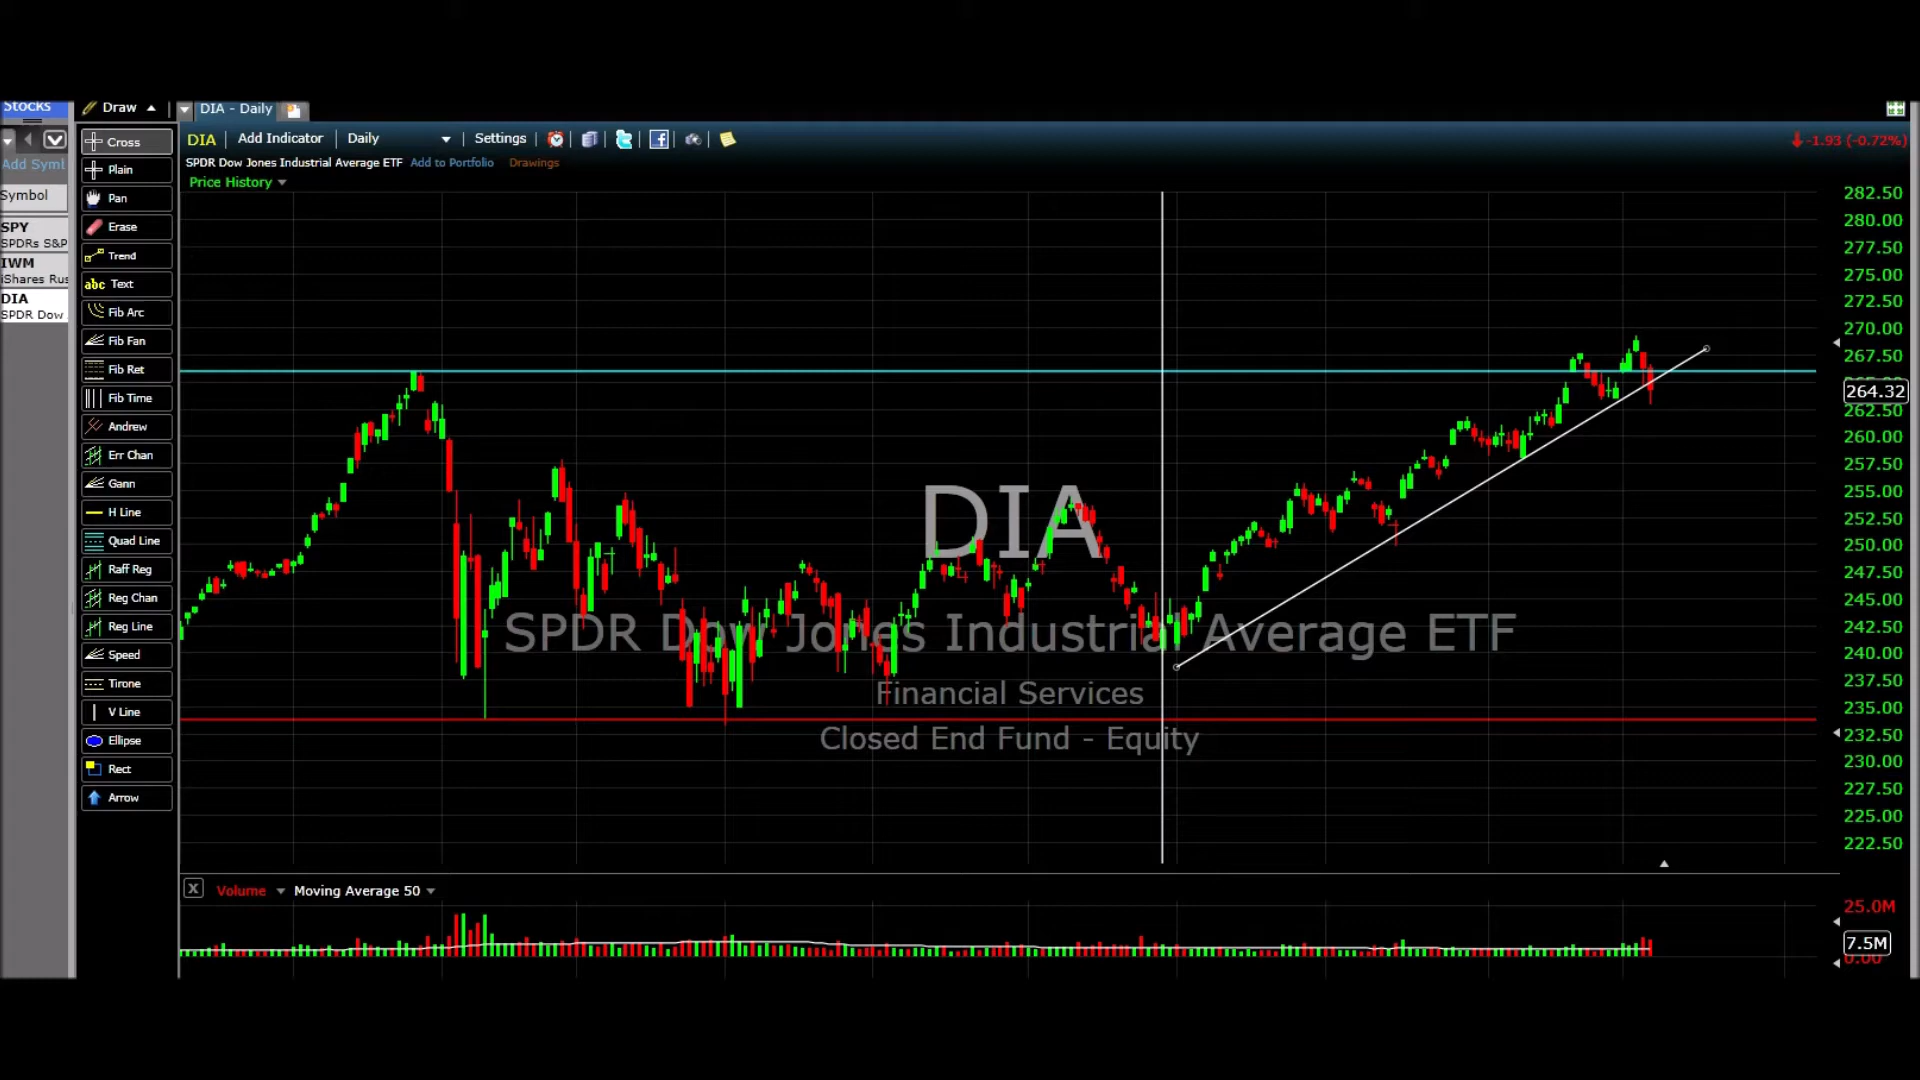 Stocks
Draw
DIA - Daily
DIA
Add Indicator
Daily
Settings
-1.93 (-0.72%)
SPDR Dow Jones Industrial Average ETF
Add to Portfolio
Drawings
Price History
Add Symb
Symbol
SPY
SPDRs S&P
IWM
iShares Rus
DIA
SPDR Dow
Cross
Plain
Pan
Erase
Trend
abc Text
Fib Arc
Fib Fan
Fib Ret
Fib Time
Andrew
Err Chan
Gann
H Line
Quad Line
Raff Reg
Reg Chan
Reg Line
Speed
Tirone
V Line
Ellipse
Rect
Arrow
DIA
SPDR Dow Jones Industrial Average ETF
Financial Services
Closed End Fund - Equity
282.50
280.00
277.50
275.00
272.50
270.00
267.50
264.32
262.50
260.00
257.50
255.00
252.50
250.00
247.50
245.00
242.50
240.00
237.50
235.00
232.50
230.00
227.50
225.00
222.50
X
Volume
Moving Average 50
25.0M
7.5M
0.00